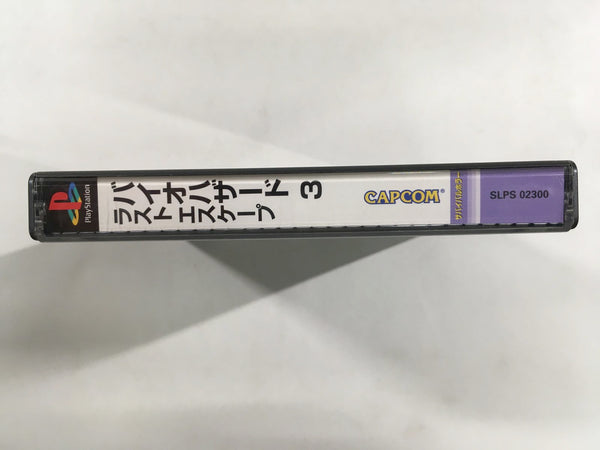 PlayStation
バイオハザード 3
ラスト エスケープ
CAPCOM
サバイバルホラー
SLPS 02300